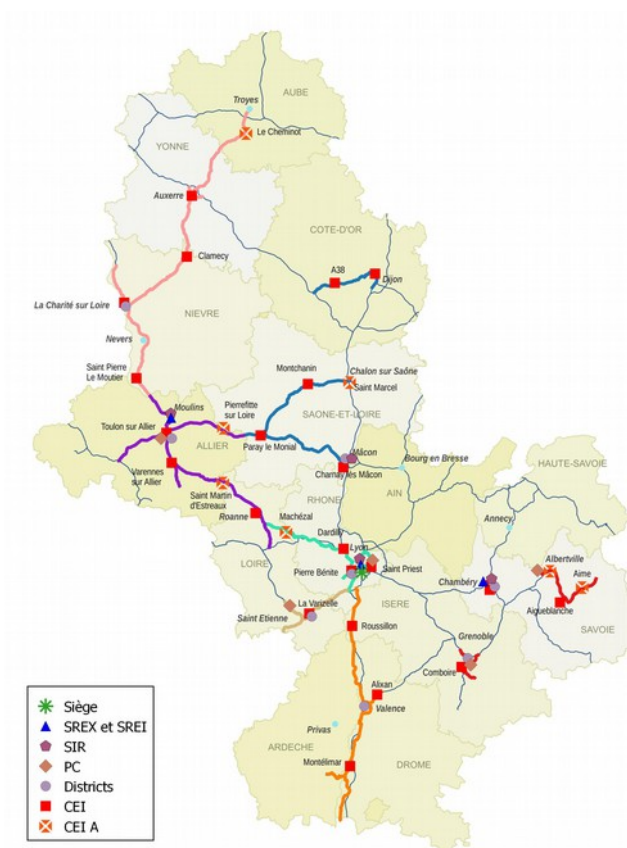 AUBE
Troyes
Le Cheminot
YONNE
Auxerre
COTE-D'OR
Clamecy
A38
Dijon
La Charité sur Loire
NIEVRE
Nevers
Montchanin
Chalon sur Saône
Saint Pierre
Le Moutier
Saint Marcel
Moulins
Pierrefitte
sur Loire
SAONE-ET-LOIRE
Toulon sur Allier
ALLIER
Paray le Monial
Mâcon
Bourg en Bresse
Varennes
sur Allier
Charnay lès Mâcon
HAUTE-SAVOIE
Saint Martin
d'Estreaux
RHONE
AIN
Roanne
Machézal
Annecy
Dardilly
Lyon
LOIRE
Pierre Bénite
Saint Priest
Albertville
Chambéry
Aime
La Varizelle
ISERE
Aigueblanche
Saint Etienne
SAVOIE
Roussillon
Grenoble
Comboire
Alixan
Valence
Privas
ARDECHE
DROME
Montélimar
Siège
SREX et SREI
SIR
PC
Districts
CEI
CEI A